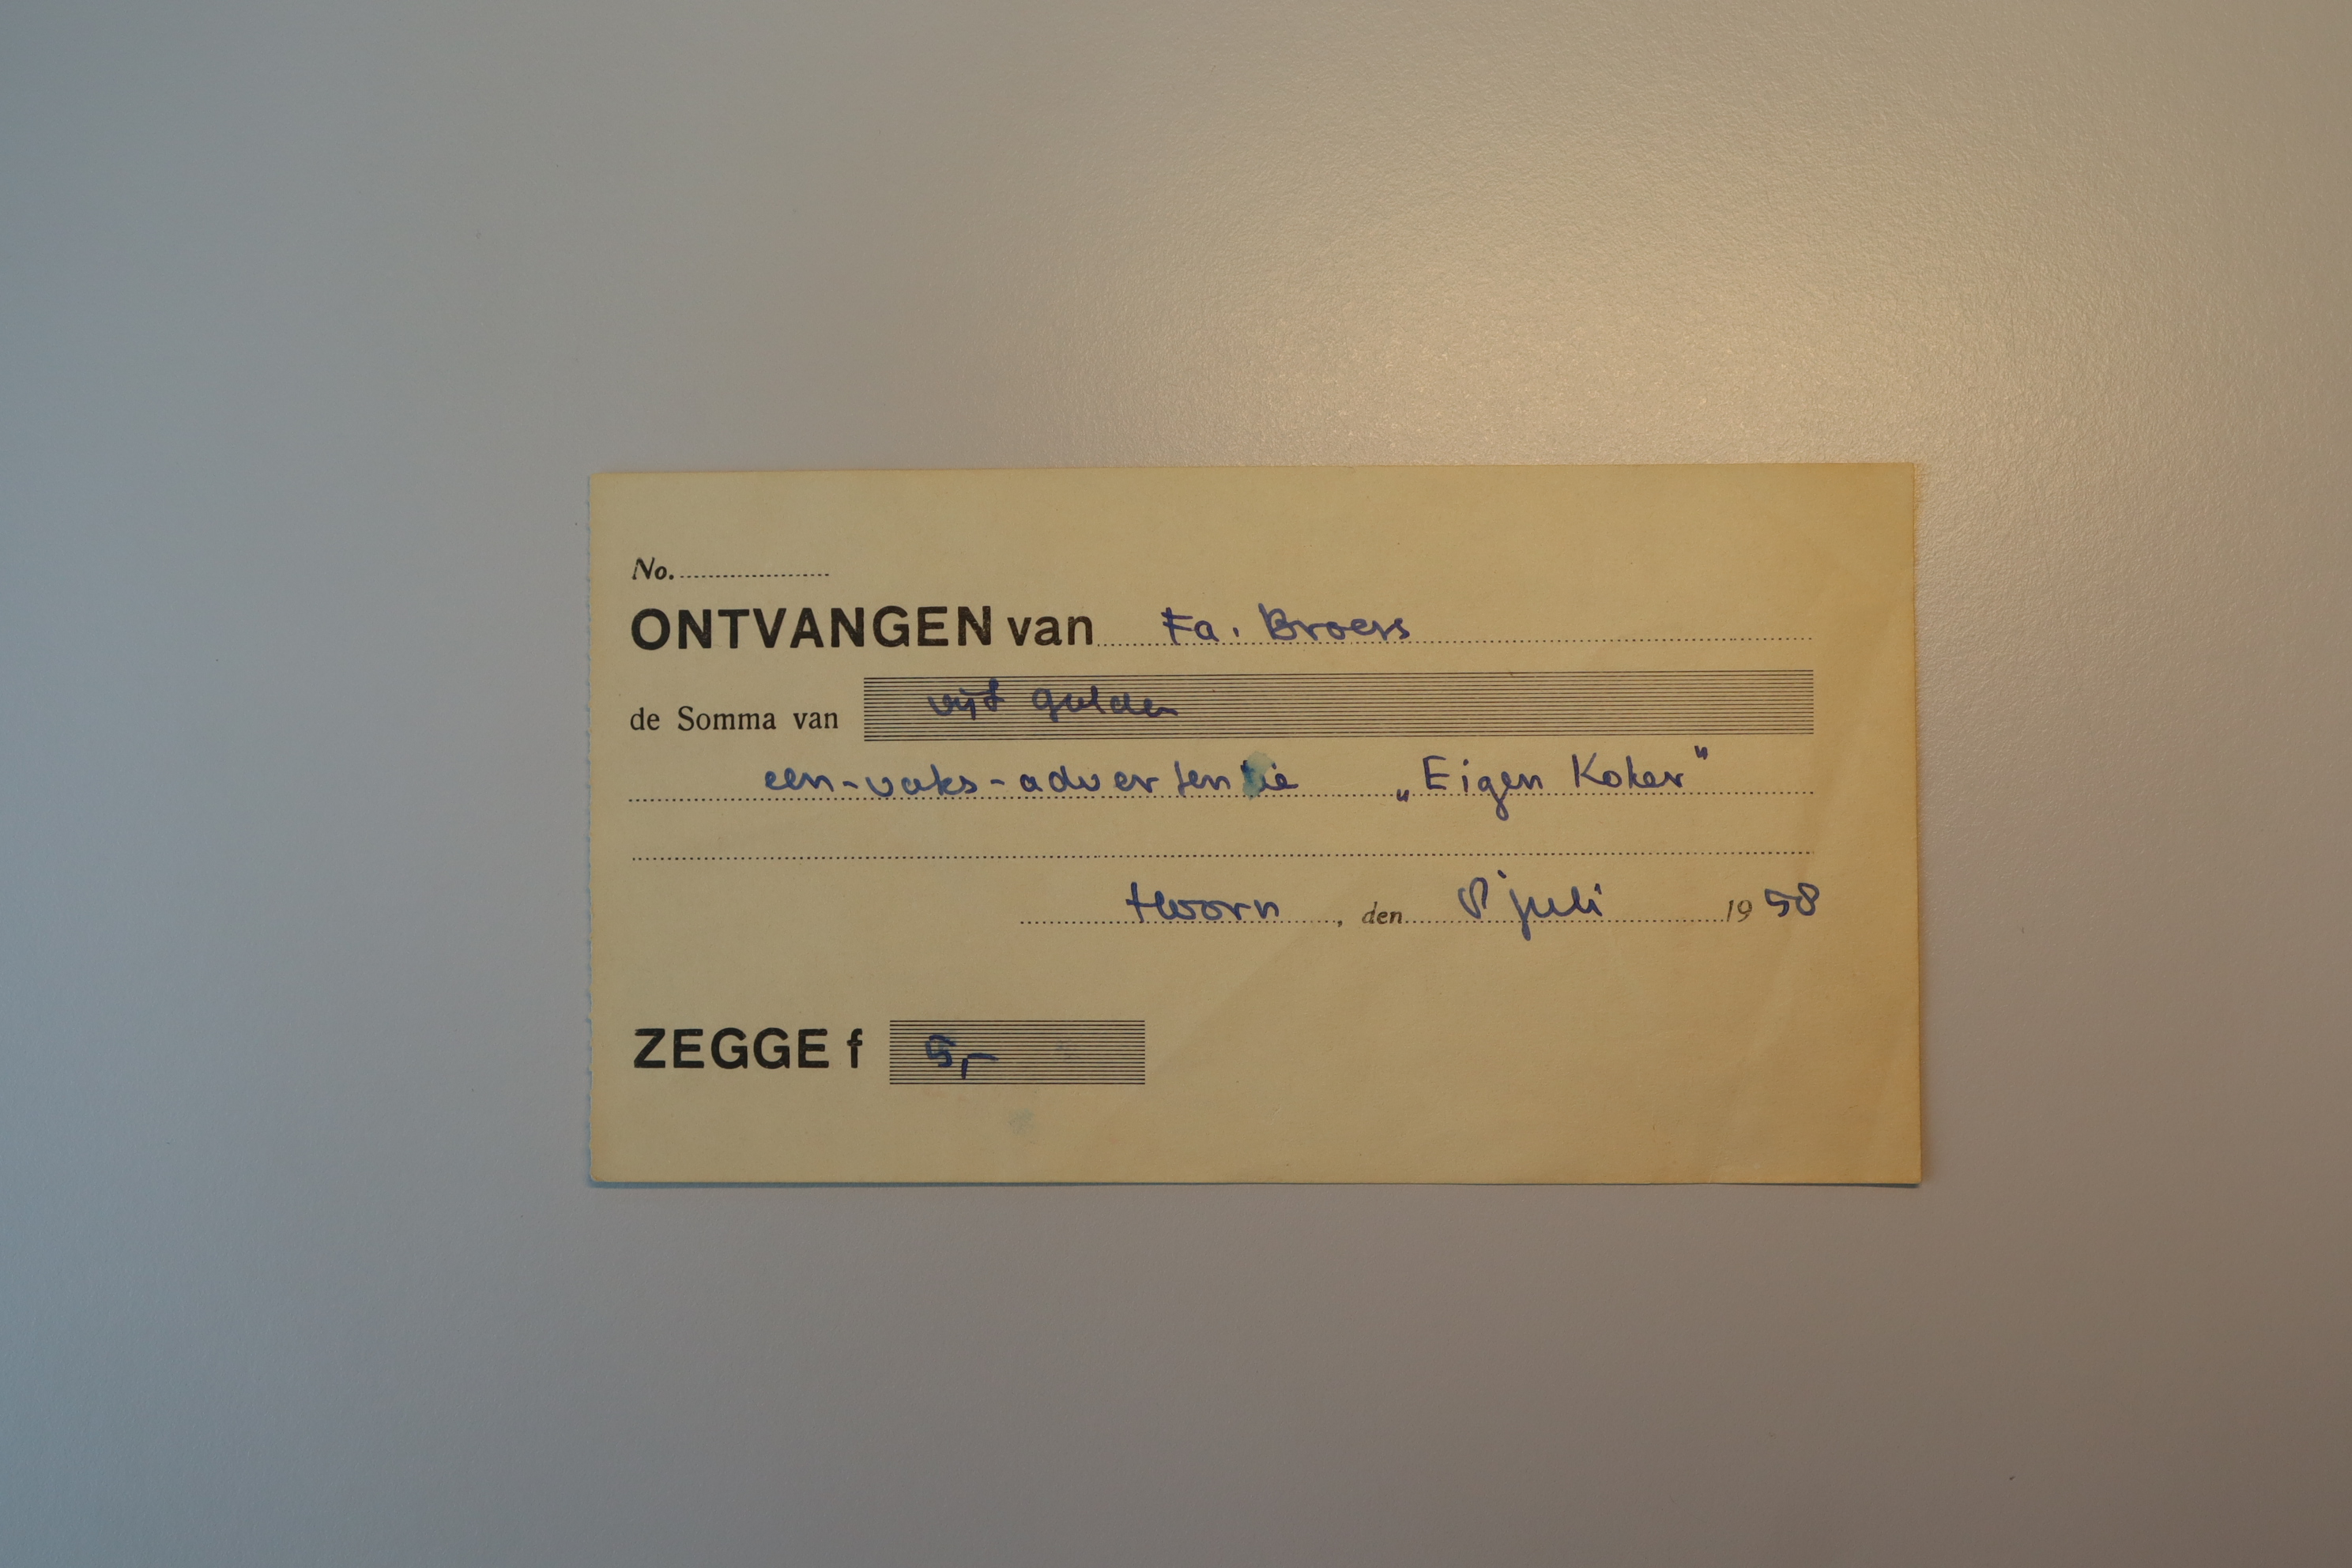 No.
ONTVANGEN van Fa. Broers
de Somma van vijf gulden
een-vaks-advertentie „Eigen Koker"
Hoorn, den 8 juli 1958
ZEGGE f 5,-